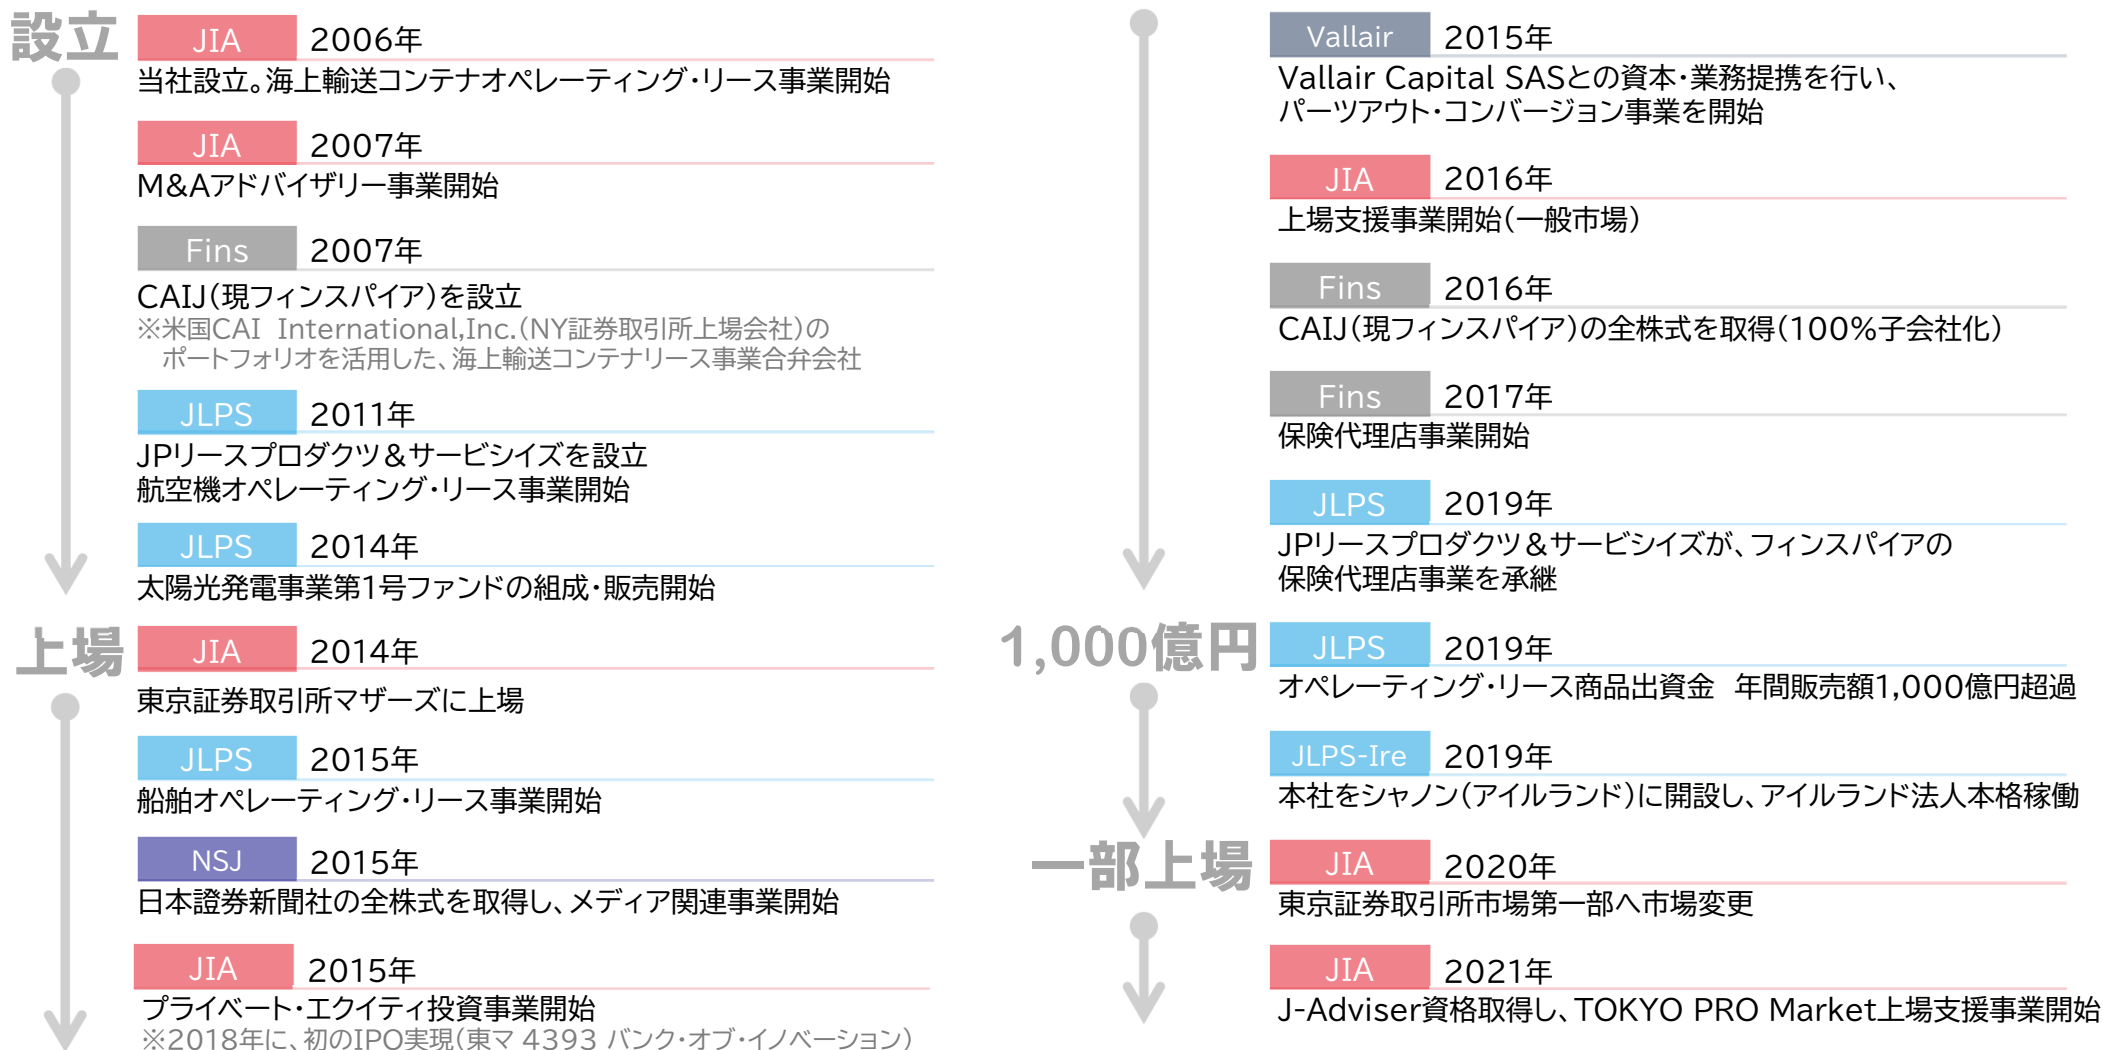 設立
JIA 2006年
当社設立。海上輸送コンテナオペレーティング・リース事業開始
JIA 2007年
M&Aアドバイザリー事業開始
Fins 2007年
CAIJ(現フィンスパイア)を設立
※米国CAI International,Inc.(NY証券取引所上場会社)の
ポートフォリオを活用した、海上輸送コンテナリース事業合弁会社
JLPS 2011年
JPリースプロダクツ&サービシイズを設立
航空機オペレーティング・リース事業開始
JLPS 2014年
太陽光発電事業第1号ファンドの組成・販売開始
上場
JIA 2014年
東京証券取引所マザーズに上場
JLPS 2015年
船舶オペレーティング・リース事業開始
NSJ 2015年
日本證券新聞社の全株式を取得し、メディア関連事業開始
JIA 2015年
プライベート・エクイティ投資事業開始
※2018年に、初のIPO実現(東マ 4393 バンク・オブ・イノベーション)
Vallair 2015年
Vallair Capital SASとの資本・業務提携を行い、
パーツアウト・コンバージョン事業を開始
JIA 2016年
上場支援事業開始(一般市場)
Fins 2016年
CAIJ(現フィンスパイア)の全株式を取得(100%子会社化)
Fins 2017年
保険代理店事業開始
JLPS 2019年
JPリースプロダクツ&サービシイズが、フィンスパイアの
保険代理店事業を承継
1,000億円
JLPS 2019年
オペレーティング・リース商品出資金 年間販売額1,000億円超過
JLPS-Ire 2019年
本社をシャノン(アイルランド)に開設し、アイルランド法人本格稼働
一部上場
JIA 2020年
東京証券取引所市場第一部へ市場変更
JIA 2021年
J-Adviser資格取得し、TOKYO PRO Market上場支援事業開始